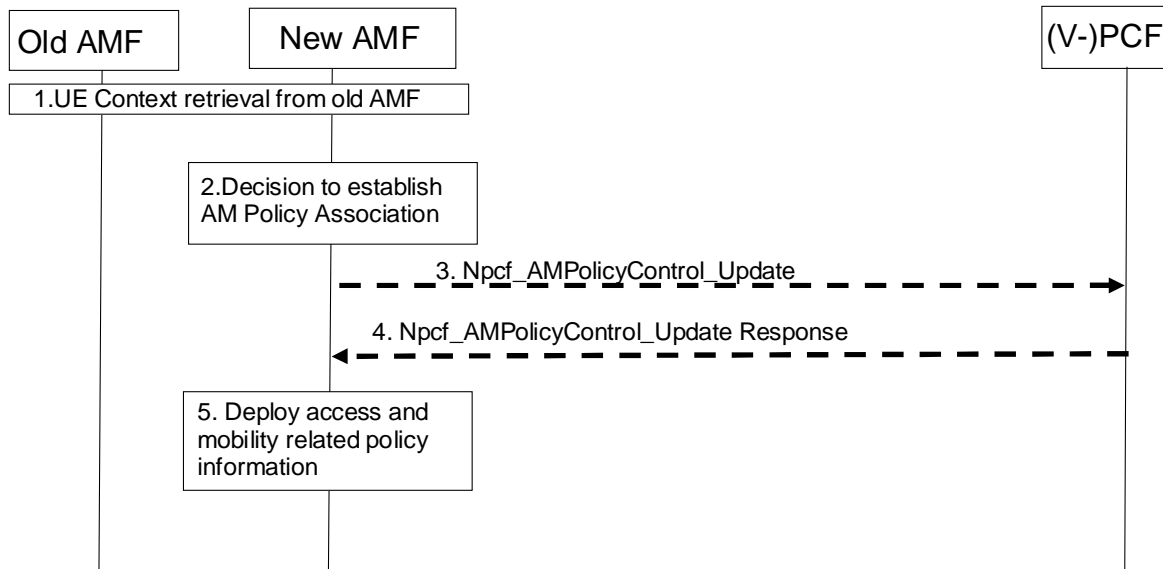 Old AMF
New AMF
(V-)PCF
1.UE Context retrieval from old AMF
2.Decision to establish
AM Policy Association
3. Npcf_AMPolicyControl_Update
4. Npcf_AMPolicyControl_Update Response
5. Deploy access and
mobility related policy
information